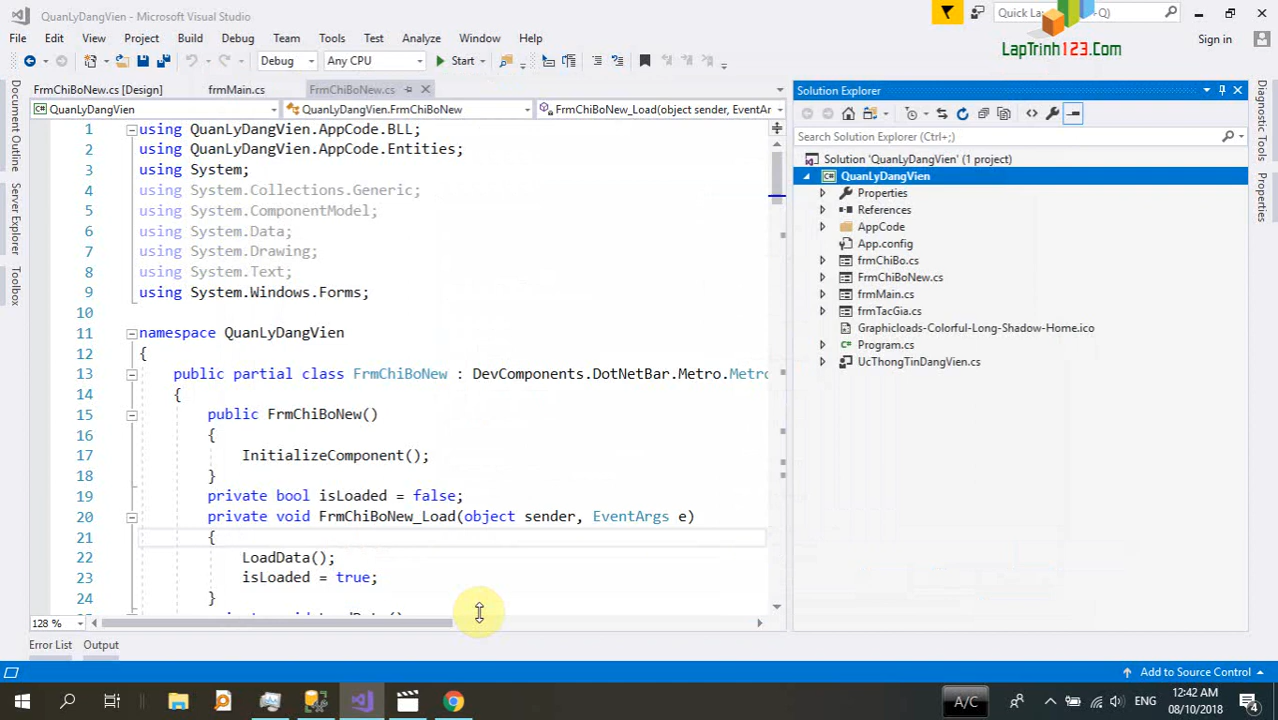 QuanLyDangVien - Microsoft Visual Studio
Quick La
+Q)
LapTrinh123.Com
File Edit View Project Build Debug Team Tools Test Analyze Window Help
Sign in
Debug Any CPU Start
FrmChiBoNew.cs [Design] frmMain.cs FrmChiBoNew.cs
QuanLyDangVien QuanLyDangVien.FrmChiBoNew FrmChiBoNew_Load(object sender, EventAr
1 using QuanLyDangVien.AppCode.BLL;
2 using QuanLyDangVien.AppCode.Entities;
3 using System;
4 using System.Collections.Generic;
5 using System.ComponentModel;
6 using System.Data;
7 using System.Drawing;
8 using System.Text;
9 using System.Windows.Forms;
10
11 namespace QuanLyDangVien
12 {
13 public partial class FrmChiBoNew : DevComponents.DotNetBar.Metro.Metro
14 {
15 public FrmChiBoNew()
16 {
17 InitializeComponent();
18 }
19 private bool isLoaded = false;
20 private void FrmChiBoNew_Load(object sender, EventArgs e)
21 {
22 LoadData();
23 isLoaded = true;
24 }
128 %
Error List Output
Document Outline
Server Explorer
Toolbox
Solution Explorer
Search Solution Explorer (Ctrl+;)
Solution 'QuanLyDangVien' (1 project)
QuanLyDangVien
Properties
References
AppCode
App.config
frmChiBo.cs
FrmChiBoNew.cs
frmMain.cs
frmTacGia.cs
Graphicloads-Colorful-Long-Shadow-Home.ico
Program.cs
UcThongTinDangVien.cs
Diagnostic Tools
Properties
Add to Source Control
A/C
ENG
12:42 AM
08/10/2018
4